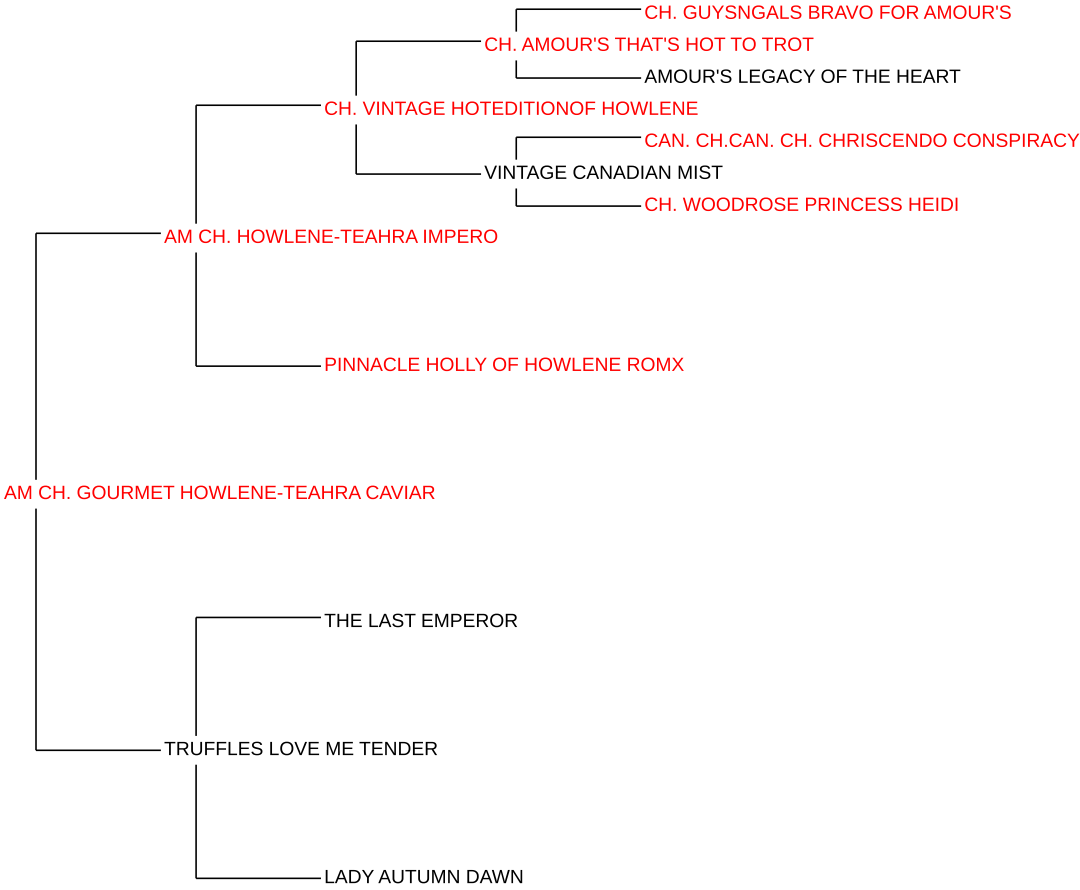 CH. GUYSNGALS BRAVO FOR AMOUR'S
CH. AMOUR'S THAT'S HOT TO TROT
AMOUR'S LEGACY OF THE HEART
CH. VINTAGE HOTEDITIONOF HOWLENE
CAN. CH.CAN. CH. CHRISCENDO CONSPIRACY
VINTAGE CANADIAN MIST
CH. WOODROSE PRINCESS HEIDI
AM CH. HOWLENE-TEAHRA IMPERO
PINNACLE HOLLY OF HOWLENE ROMX
AM CH. GOURMET HOWLENE-TEAHRA CAVIAR
THE LAST EMPEROR
TRUFFLES LOVE ME TENDER
LADY AUTUMN DAWN